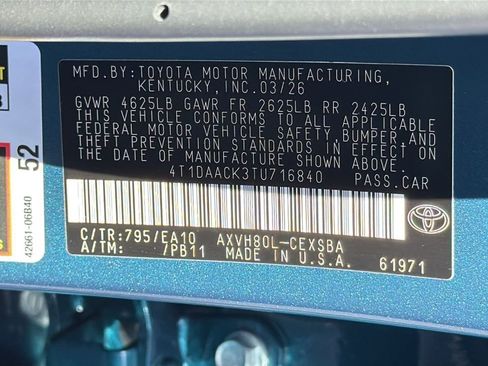 MFD.BY:TOYOTA MOTOR MANUFACTURING,
KENTUCKY,INC.03/26
GVWR 4625LB GAWR FR 2625LB RR 2425LB
THIS VEHICLE CONFORMS TO ALL APPLICABLE
FEDERAL MOTOR VEHICLE SAFETY,BUMPER,AND
THEFT PREVENTION STANDARDS IN EFFECT ON
THE DATE OF MANUFACTURE SHOWN ABOVE.
4T1DAACK3TU716840 PASS.CAR
C/TR:795/EA10 AXVH80L-CEXSBA
A/TM: /PB11 MADE IN U.S.A. 61971
TOYOTA
52
42661-06B40